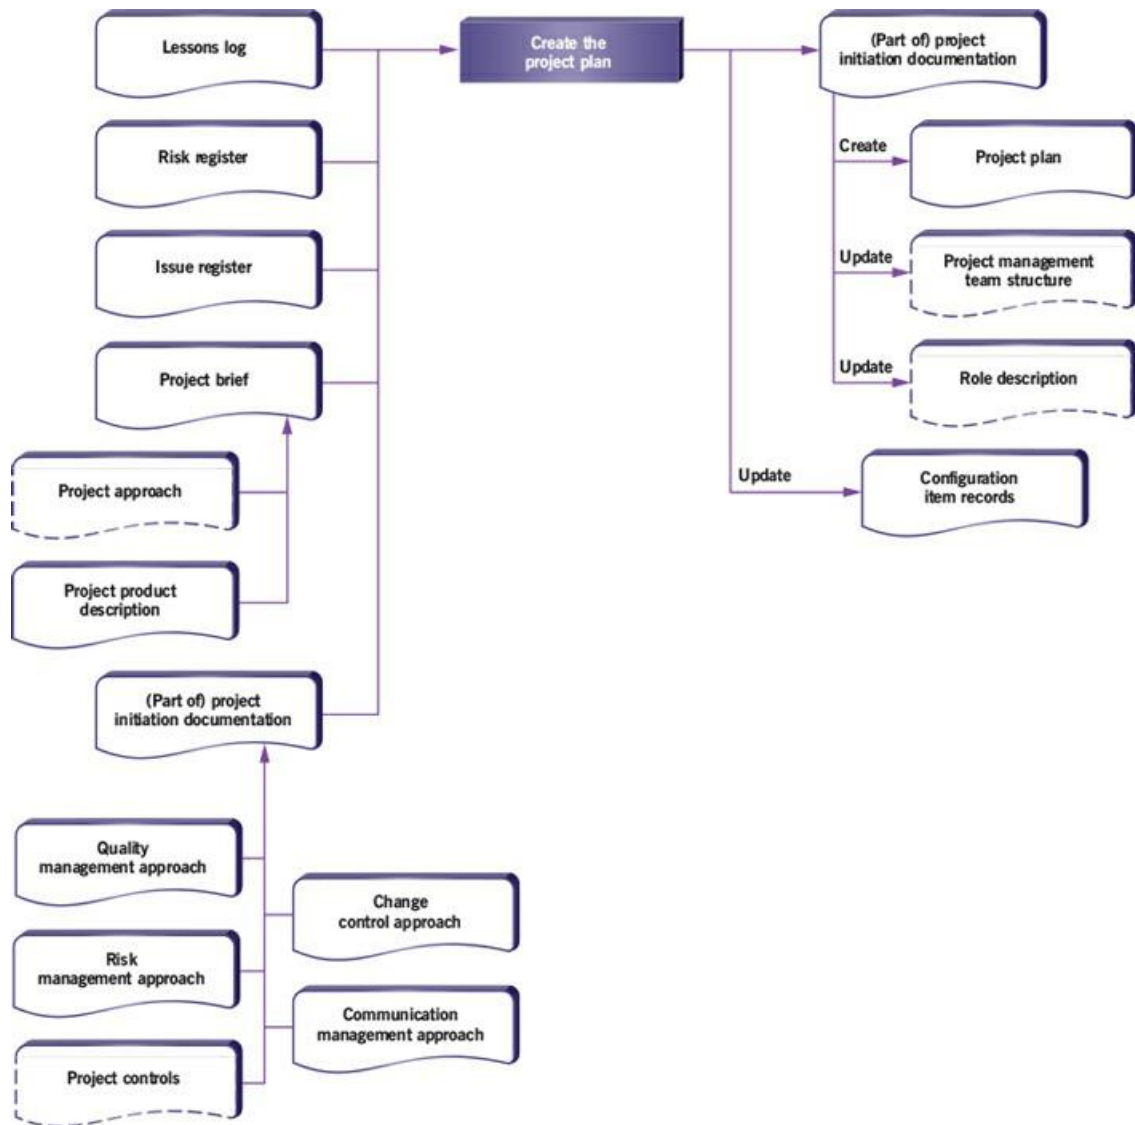 Lessons log
Create the
project plan
(Part of) project
initiation documentation
Risk register
Create
Project plan
Issue register
Update
Project management
team structure
Project brief
Update
Role description
Project approach
Update
Configuration
item records
Project product
description
(Part of) project
initiation documentation
Quality
management approach
Change
control approach
Risk
management approach
Communication
management approach
Project controls